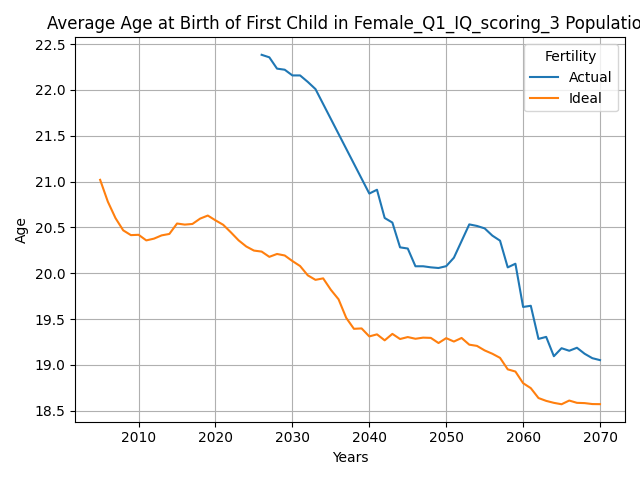 Average Age at Birth of First Child in Female_Q1_IQ_scoring_3 Populatio
Fertility
Actual
Ideal
22.5
22.0
21.5
21.0
20.5
20.0
19.5
19.0
18.5
Age
2010 2020 2030 2040 2050 2060 2070
Years